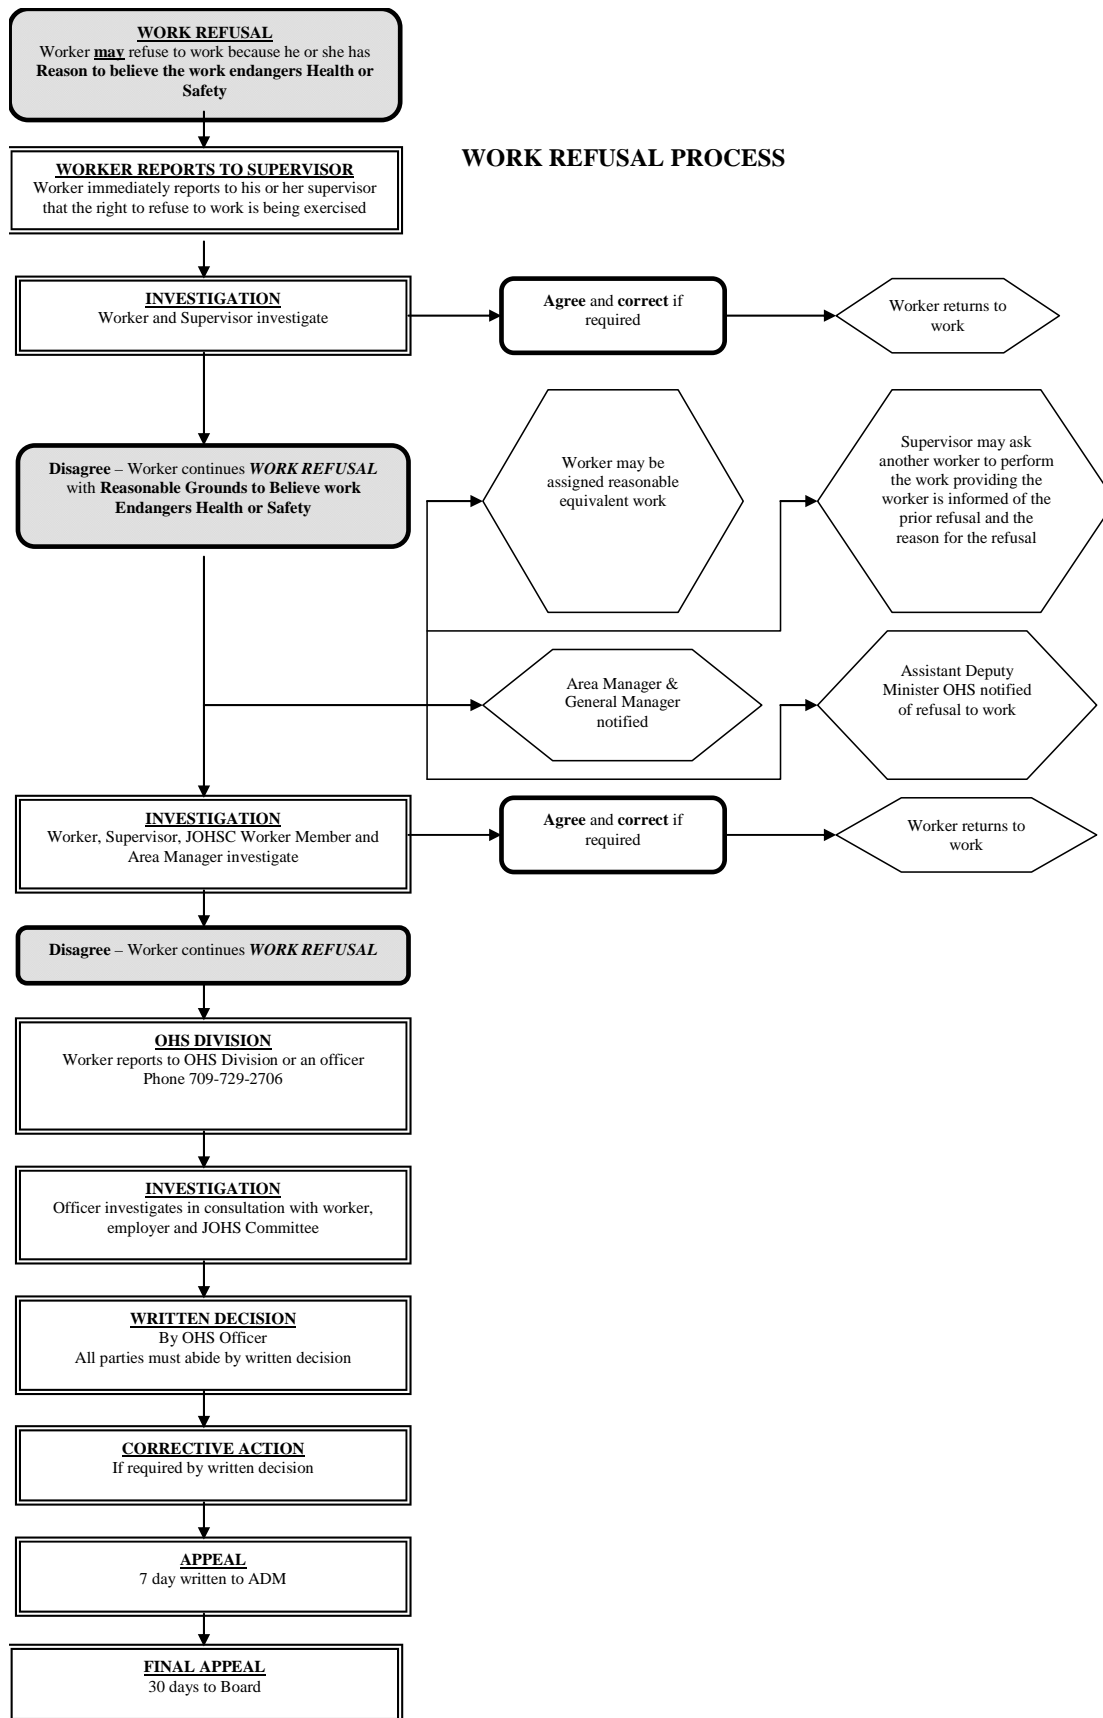 WORK REFUSAL
Worker may refuse to work because he or she has
Reason to believe the work endangers Health or
Safety
WORK REFUSAL PROCESS
WORKER REPORTS TO SUPERVISOR
Worker immediately reports to his or her supervisor
that the right to refuse to work is being exercised
INVESTIGATION
Worker and Supervisor investigate
Agree and correct if
required
Worker returns to
work
Disagree – Worker continues WORK REFUSAL
with Reasonable Grounds to Believe work
Endangers Health or Safety
Worker may be
assigned reasonable
equivalent work
Supervisor may ask
another worker to perform
the work providing the
worker is informed of the
prior refusal and the
reason for the refusal
Area Manager &
General Manager
notified
Assistant Deputy
Minister OHS notified
of refusal to work
INVESTIGATION
Worker, Supervisor, JOHSC Worker Member and
Area Manager investigate
Agree and correct if
required
Worker returns to
work
Disagree – Worker continues WORK REFUSAL
OHS DIVISION
Worker reports to OHS Division or an officer
Phone 709-729-2706
INVESTIGATION
Officer investigates in consultation with worker,
employer and JOHS Committee
WRITTEN DECISION
By OHS Officer
All parties must abide by written decision
CORRECTIVE ACTION
If required by written decision
APPEAL
7 day written to ADM
FINAL APPEAL
30 days to Board